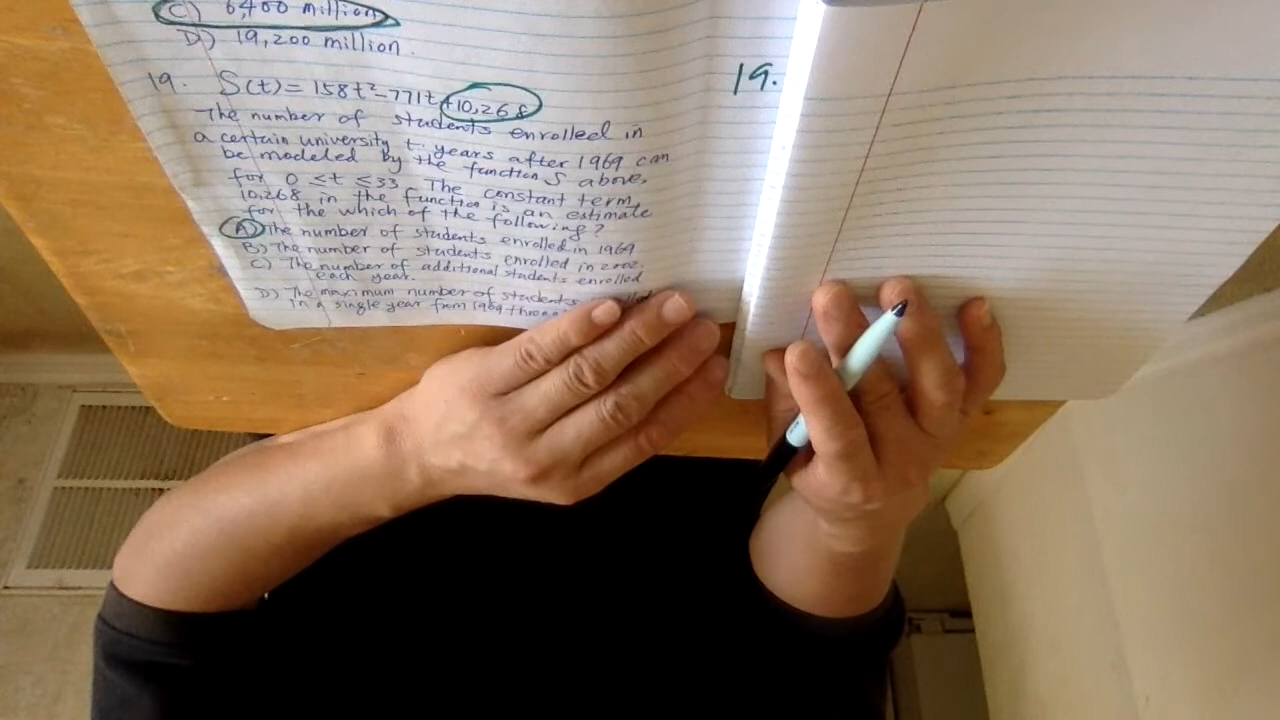 C) 6,400 million
D) 19,200 million.
19. S(t) = 158t²-771t+10,268
The number of students enrolled in
a certain university t years after 1969 can
be modeled by the function S above,
for 0 ≤ t ≤ 33. The constant term,
10,268 in the function is an estimate
for the which of the following?
A) The number of students enrolled in 1969
B) The number of students enrolled in 2002.
C) The number of additional students enrolled
each year.
D) The maximum number of students
in a single year from 1969
19.